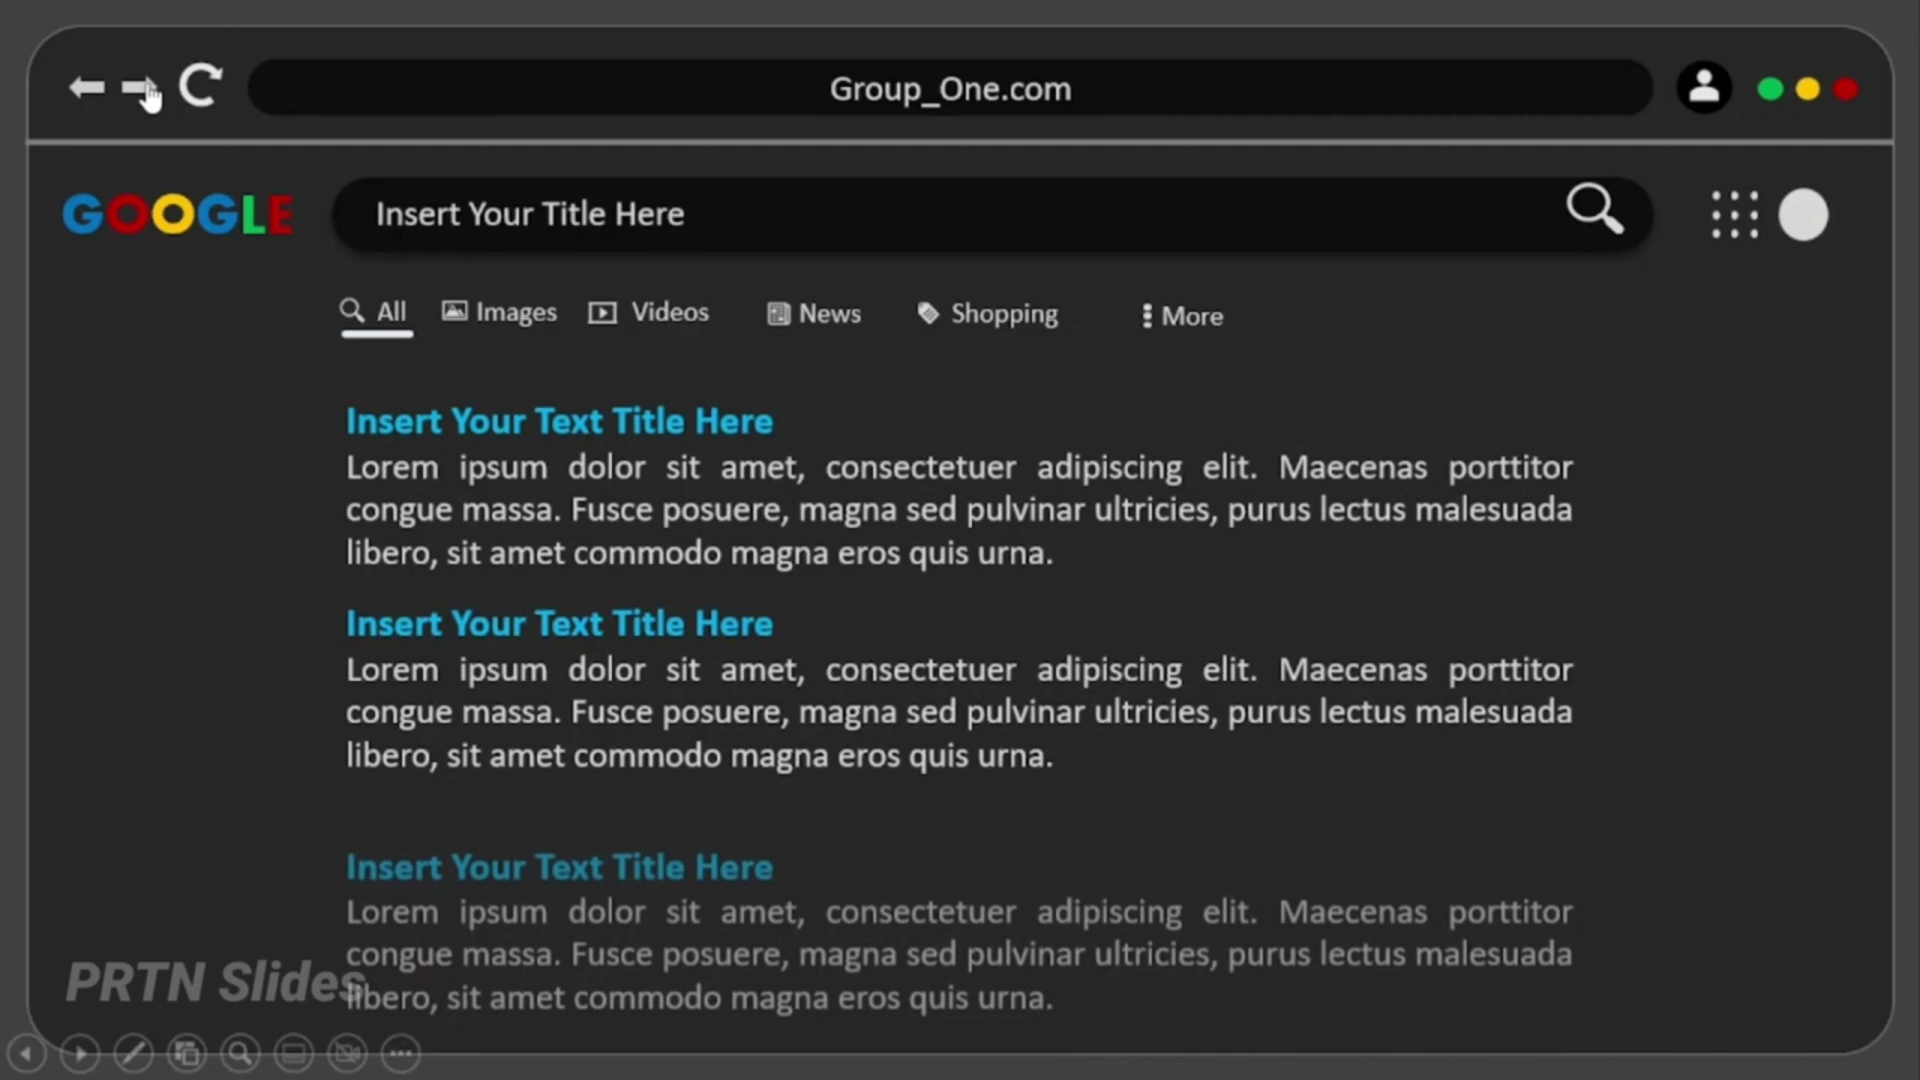 Group_One.com
GOOGLE
Insert Your Title Here
All Images Videos News Shopping More
Insert Your Text Title Here
Lorem ipsum dolor sit amet, consectetuer adipiscing elit. Maecenas porttitor
congue massa. Fusce posuere, magna sed pulvinar ultricies, purus lectus malesuada
libero, sit amet commodo magna eros quis urna.
Insert Your Text Title Here
Lorem ipsum dolor sit amet, consectetuer adipiscing elit. Maecenas porttitor
congue massa. Fusce posuere, magna sed pulvinar ultricies, purus lectus malesuada
libero, sit amet commodo magna eros quis urna.
Insert Your Text Title Here
Lorem ipsum dolor sit amet, consectetuer adipiscing elit. Maecenas porttitor
congue massa. Fusce posuere, magna sed pulvinar ultricies, purus lectus malesuada
libero, sit amet commodo magna eros quis urna.
PRTN Slides